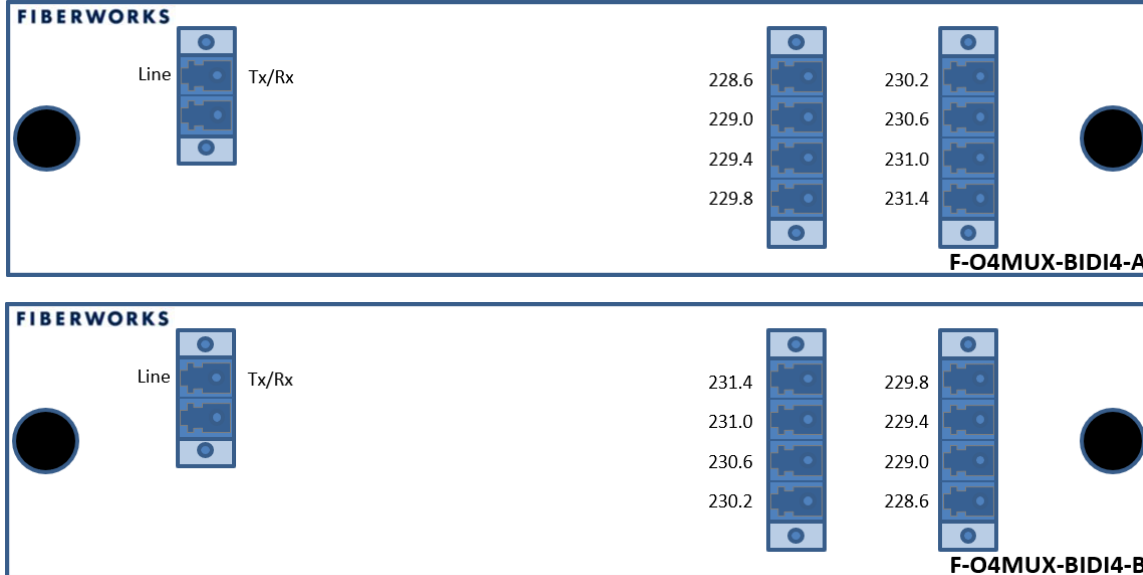 FIBERWORKS
Line Tx/Rx
228.6 230.2
229.0 230.6
229.4 231.0
229.8 231.4
F-O4MUX-BIDI4-A
FIBERWORKS
Line Tx/Rx
231.4 229.8
231.0 229.4
230.6 229.0
230.2 228.6
F-O4MUX-BIDI4-B